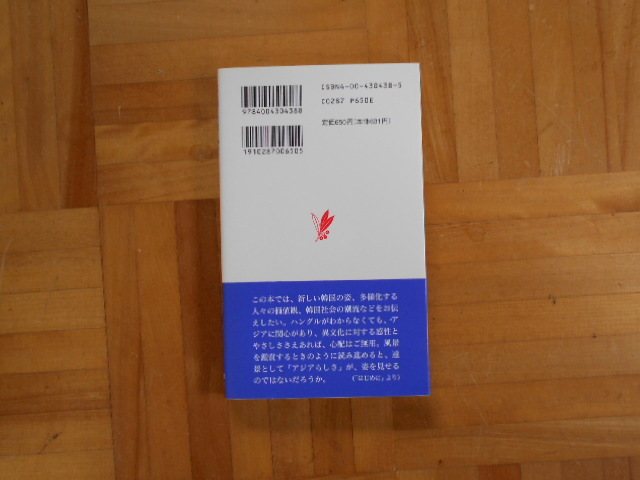 9784004304388
1910287006505
ISBN4-00-430438-5
C0287 P650E
定価650円(本体631円)
この本では、新しい韓国の姿、多様化する
人々の価値観、韓国社会の潮流などをお伝
えしたい。ハングルがわからなくても、ア
ジアに関心があり、異文化に対する感性と
やさしささえあれば、心配はご無用。風景
を鑑賞するときのように読み進めると、遠
景として「アジアらしさ」が、姿を見せる
のではないだろうか。
(「はじめに」より)